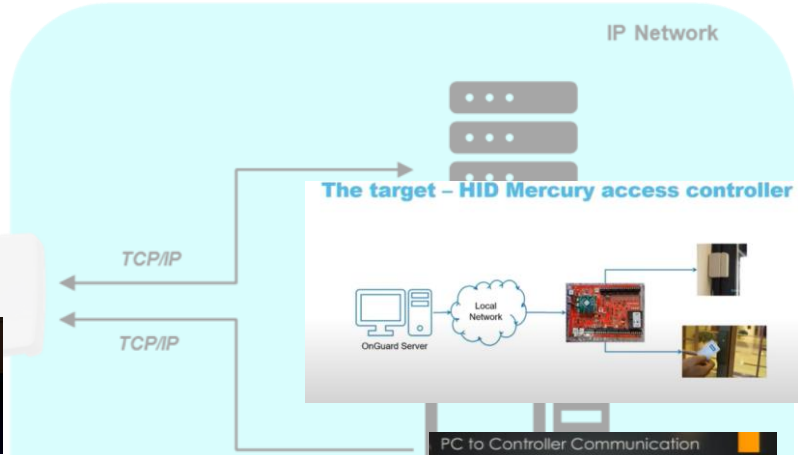 IP Network
The target – HID Mercury access controller
TCP/IP
Local
Network
OnGuard Server
TCP/IP
PC to Controller Communication